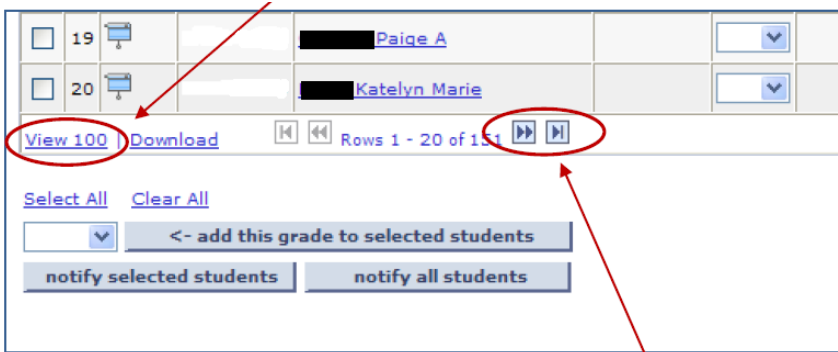 19 Paige A
20 Katelyn Marie
View 100 | Download Rows 1 - 20 of 151
Select All Clear All
<- add this grade to selected students
notify selected students notify all students